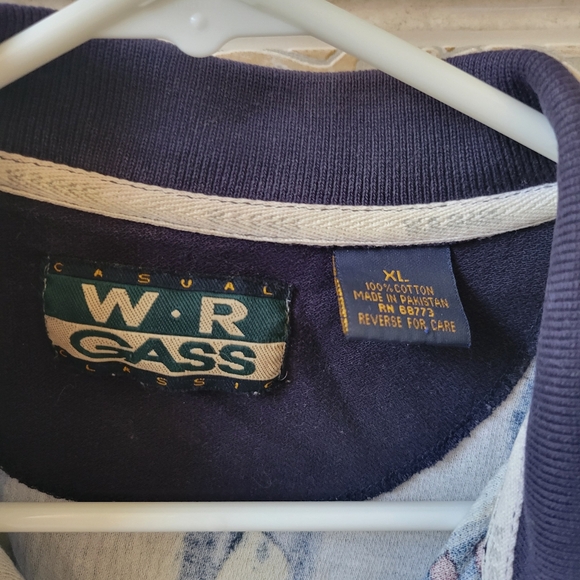 CASUAL
W·R
GASS
CLASSIC
XL
100% COTTON
MADE IN PAKISTAN
RN 88773
REVERSE FOR CARE